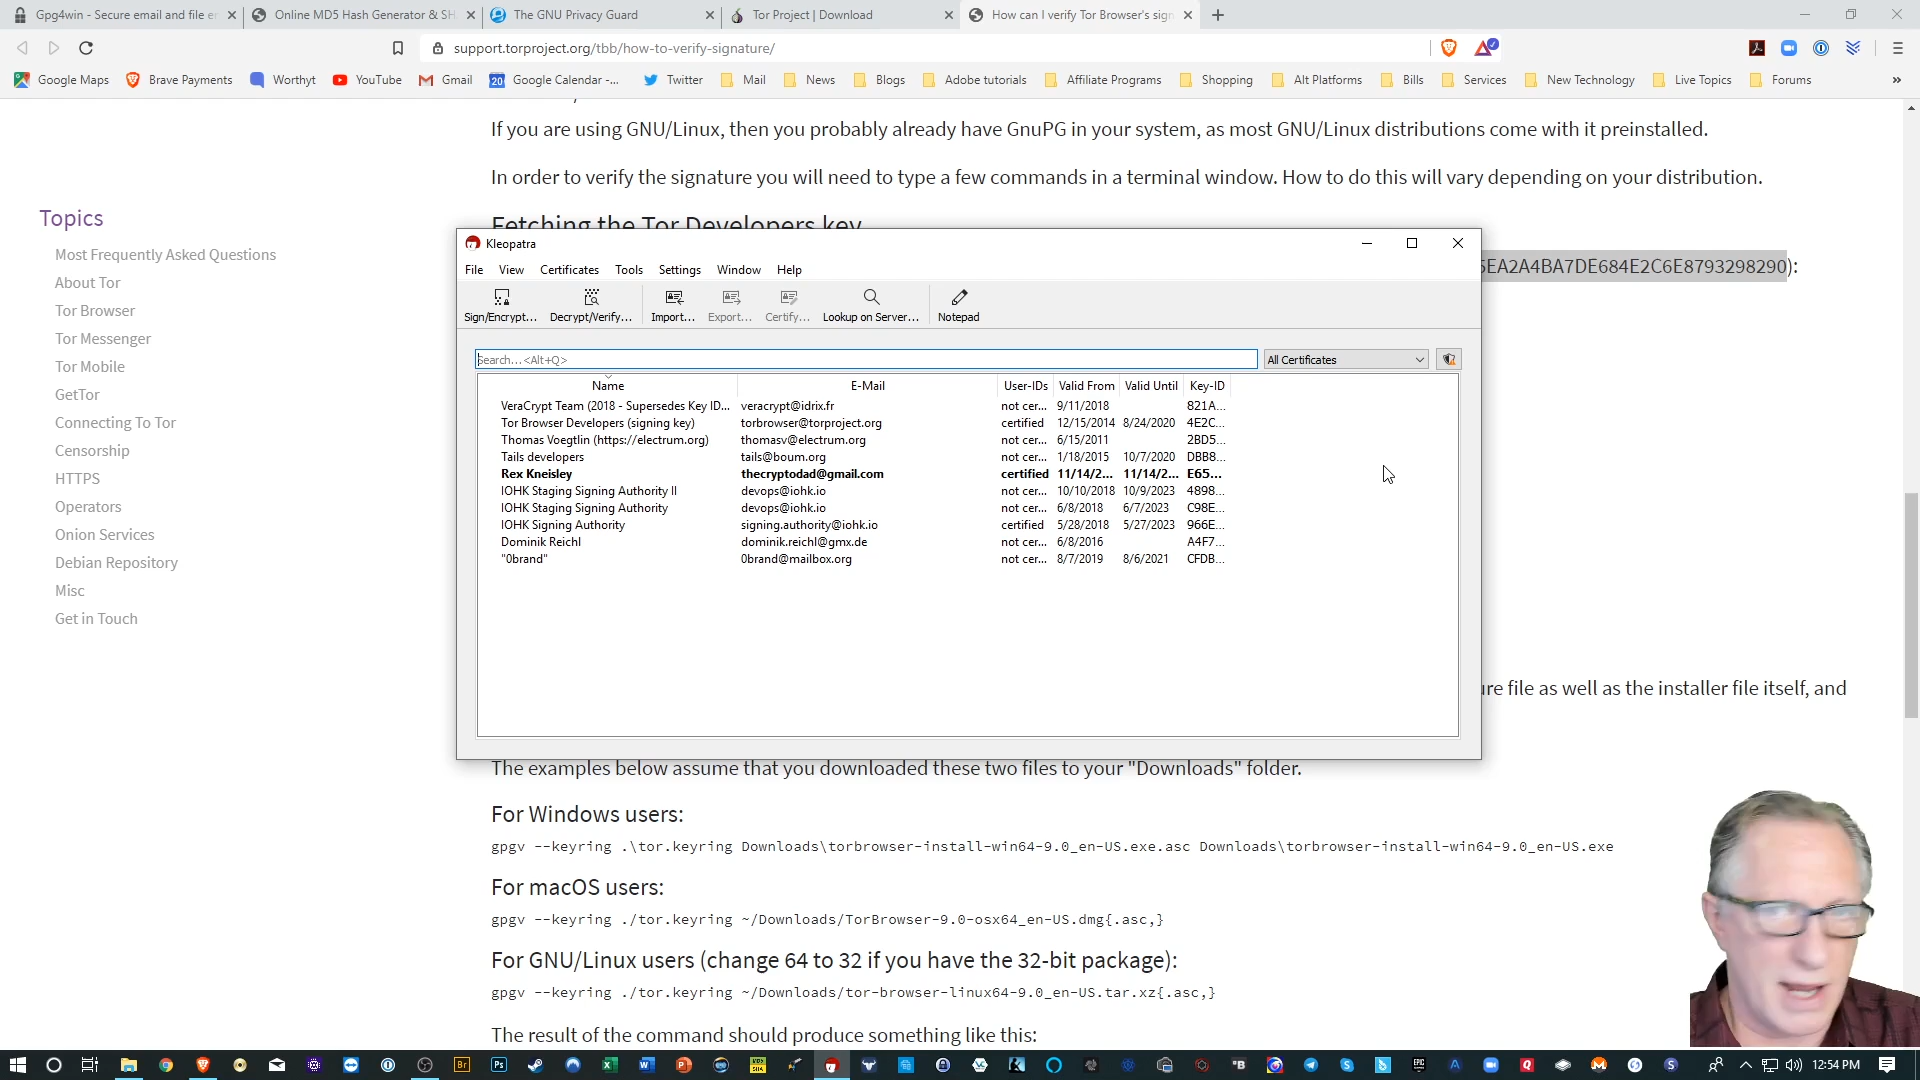 Gpg4win - Secure email and file er
Online MD5 Hash Generator & SH
The GNU Privacy Guard
Tor Project | Download
How can I verify Tor Browser's sign
support.torproject.org/tbb/how-to-verify-signature/
Google Maps
Brave Payments
Worthyt
YouTube
Gmail
20
Google Calendar -...
Twitter
Mail
News
Blogs
Adobe tutorials
Affiliate Programs
Shopping
Alt Platforms
Bills
Services
New Technology
Live Topics
Forums
»
If you are using GNU/Linux, then you probably already have GnuPG in your system, as most GNU/Linux distributions come with it preinstalled.
In order to verify the signature you will need to type a few commands in a terminal window. How to do this will vary depending on your distribution.
Topics
Most Frequently Asked Questions
About Tor
Tor Browser
Tor Messenger
Tor Mobile
GetTor
Connecting To Tor
Censorship
HTTPS
Operators
Onion Services
Debian Repository
Misc
Get in Touch
Fetching the Tor Developers key
EA2A4BA7DE684E2C6E8793298290):
Kleopatra
File View Certificates Tools Settings Window Help
Sign/Encrypt... Decrypt/Verify... Import... Export... Certify... Lookup on Server... Notepad
Search...<Alt+Q>
All Certificates
Name E-Mail User-IDs Valid From Valid Until Key-ID
VeraCrypt Team (2018 - Supersedes Key ID... veracrypt@idrix.fr not cer... 9/11/2018 821A...
Tor Browser Developers (signing key) torbrowser@torproject.org certified 12/15/2014 8/24/2020 4E2C...
Thomas Voegtlin (https://electrum.org) thomasv@electrum.org not cer... 6/15/2011 2BD5...
Tails developers tails@boum.org not cer... 1/18/2015 10/7/2020 DBB8...
Rex Kneisley thecryptodad@gmail.com certified 11/14/2... 11/14/2... E65...
IOHK Staging Signing Authority II devops@iohk.io not cer... 10/10/2018 10/9/2023 4898...
IOHK Staging Signing Authority devops@iohk.io not cer... 6/8/2018 6/7/2023 C98E...
IOHK Signing Authority signing.authority@iohk.io certified 5/28/2018 5/27/2023 966E...
Dominik Reichl dominik.reichl@gmx.de not cer... 6/8/2016 A4F7...
"0brand" 0brand@mailbox.org not cer... 8/7/2019 8/6/2021 CFDB...
re file as well as the installer file itself, and
The examples below assume that you downloaded these two files to your "Downloads" folder.
For Windows users:
gpgv --keyring .\tor.keyring Downloads\torbrowser-install-win64-9.0_en-US.exe.asc Downloads\torbrowser-install-win64-9.0_en-US.exe
For macOS users:
gpgv --keyring ./tor.keyring ~/Downloads/TorBrowser-9.0-osx64_en-US.dmg{.asc,}
For GNU/Linux users (change 64 to 32 if you have the 32-bit package):
gpgv --keyring ./tor.keyring ~/Downloads/tor-browser-linux64-9.0_en-US.tar.xz{.asc,}
The result of the command should produce something like this:
12:54 PM